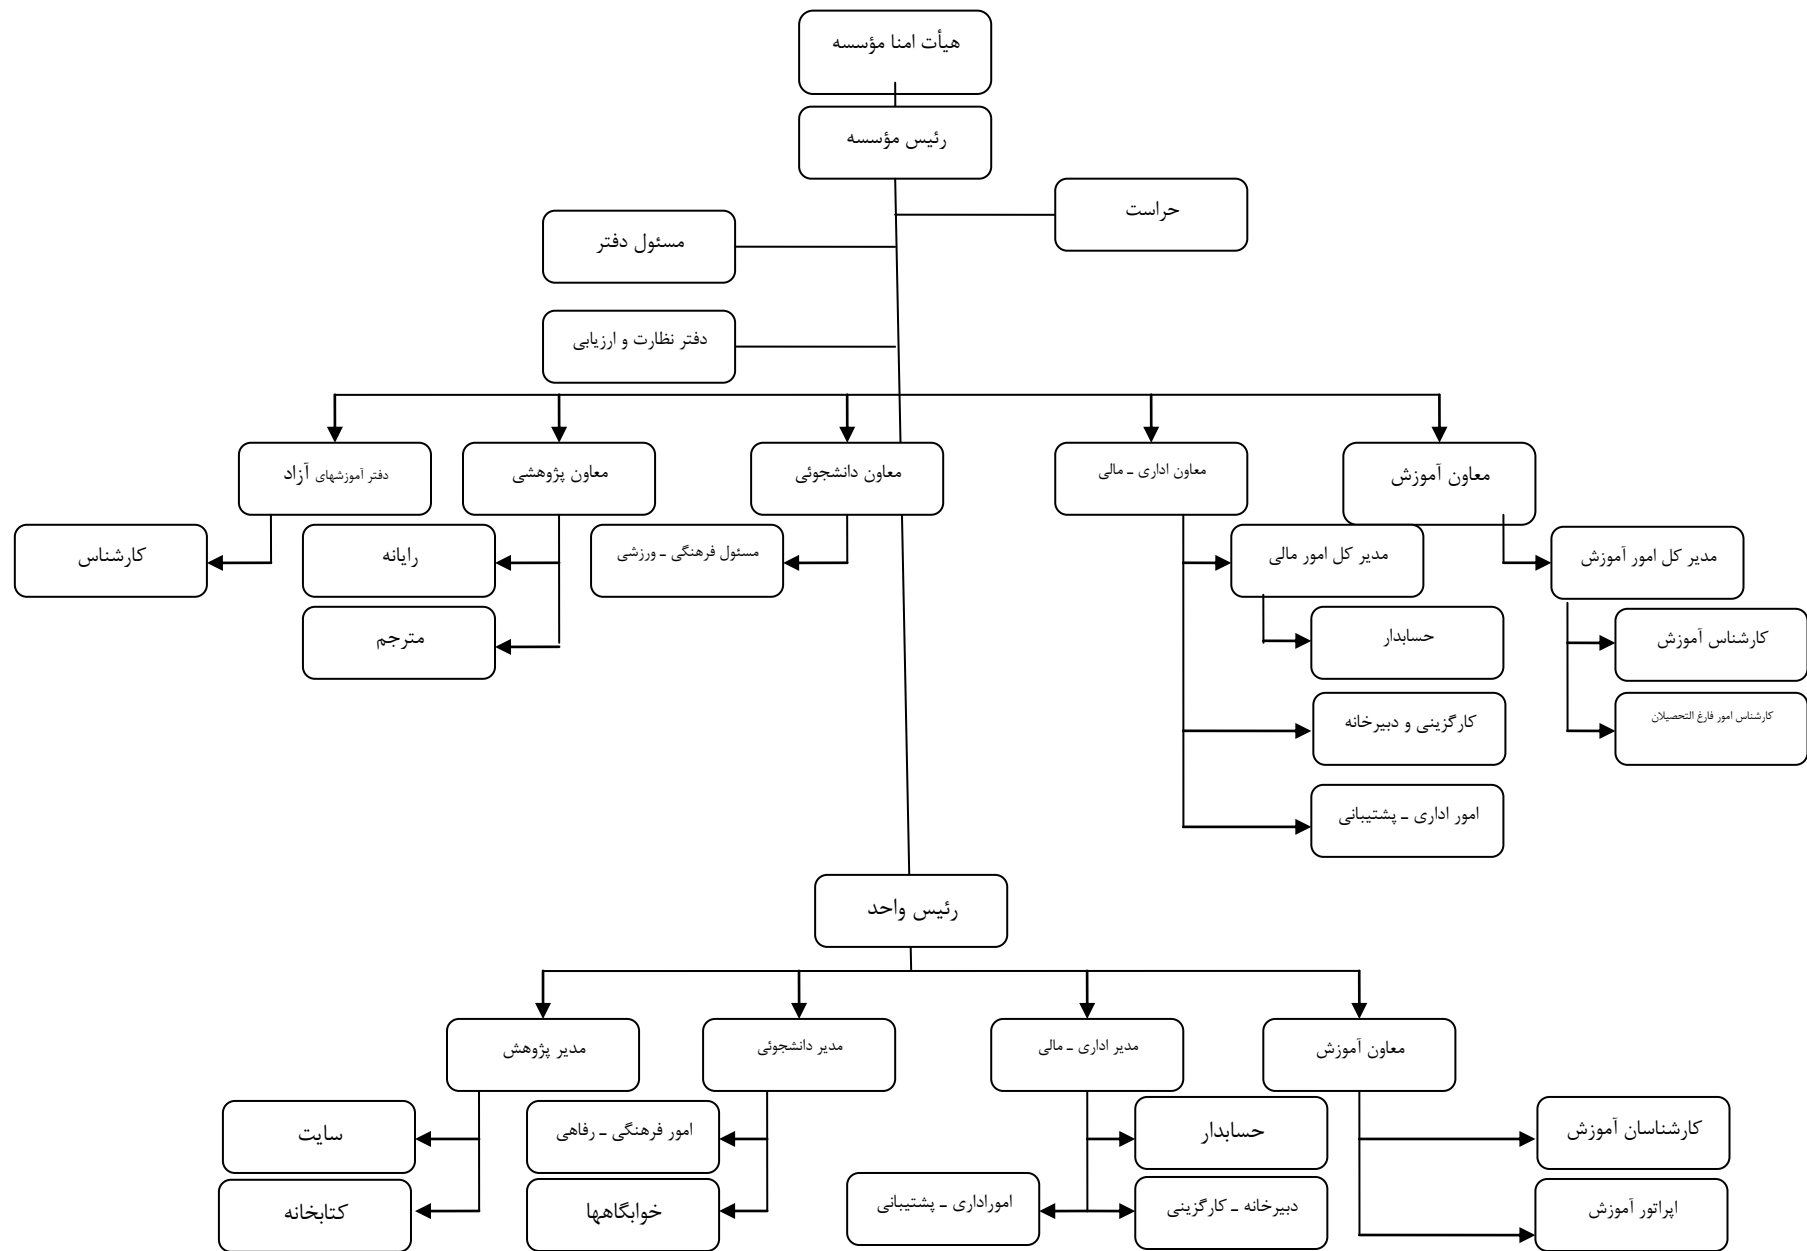 هیأت امنا مؤسسه
رئیس مؤسسه
حراست
مسئول دفتر
دفتر نظارت و ارزیابی
معاون آموزش
معاون اداری ـ مالی
معاون دانشجوئی
معاون پژوهشی
دفتر آموزشهای آزاد
مدیر کل امور آموزش
مدیر کل امور مالی
مسئول فرهنگی ـ ورزشی
رایانه
کارشناس
کارشناس آموزش
حسابدار
مترجم
کارشناس امور فارغ التحصیلان
کارگزینی و دبیرخانه
امور اداری ـ پشتیبانی
رئیس واحد
معاون آموزش
مدیر اداری ـ مالی
مدیر دانشجوئی
مدیر پژوهش
کارشناسان آموزش
حسابدار
امور فرهنگی ـ رفاهی
سایت
اپراتور آموزش
دبیرخانه ـ کارگزینی
اموراداری ـ پشتیبانی
خوابگاهها
کتابخانه